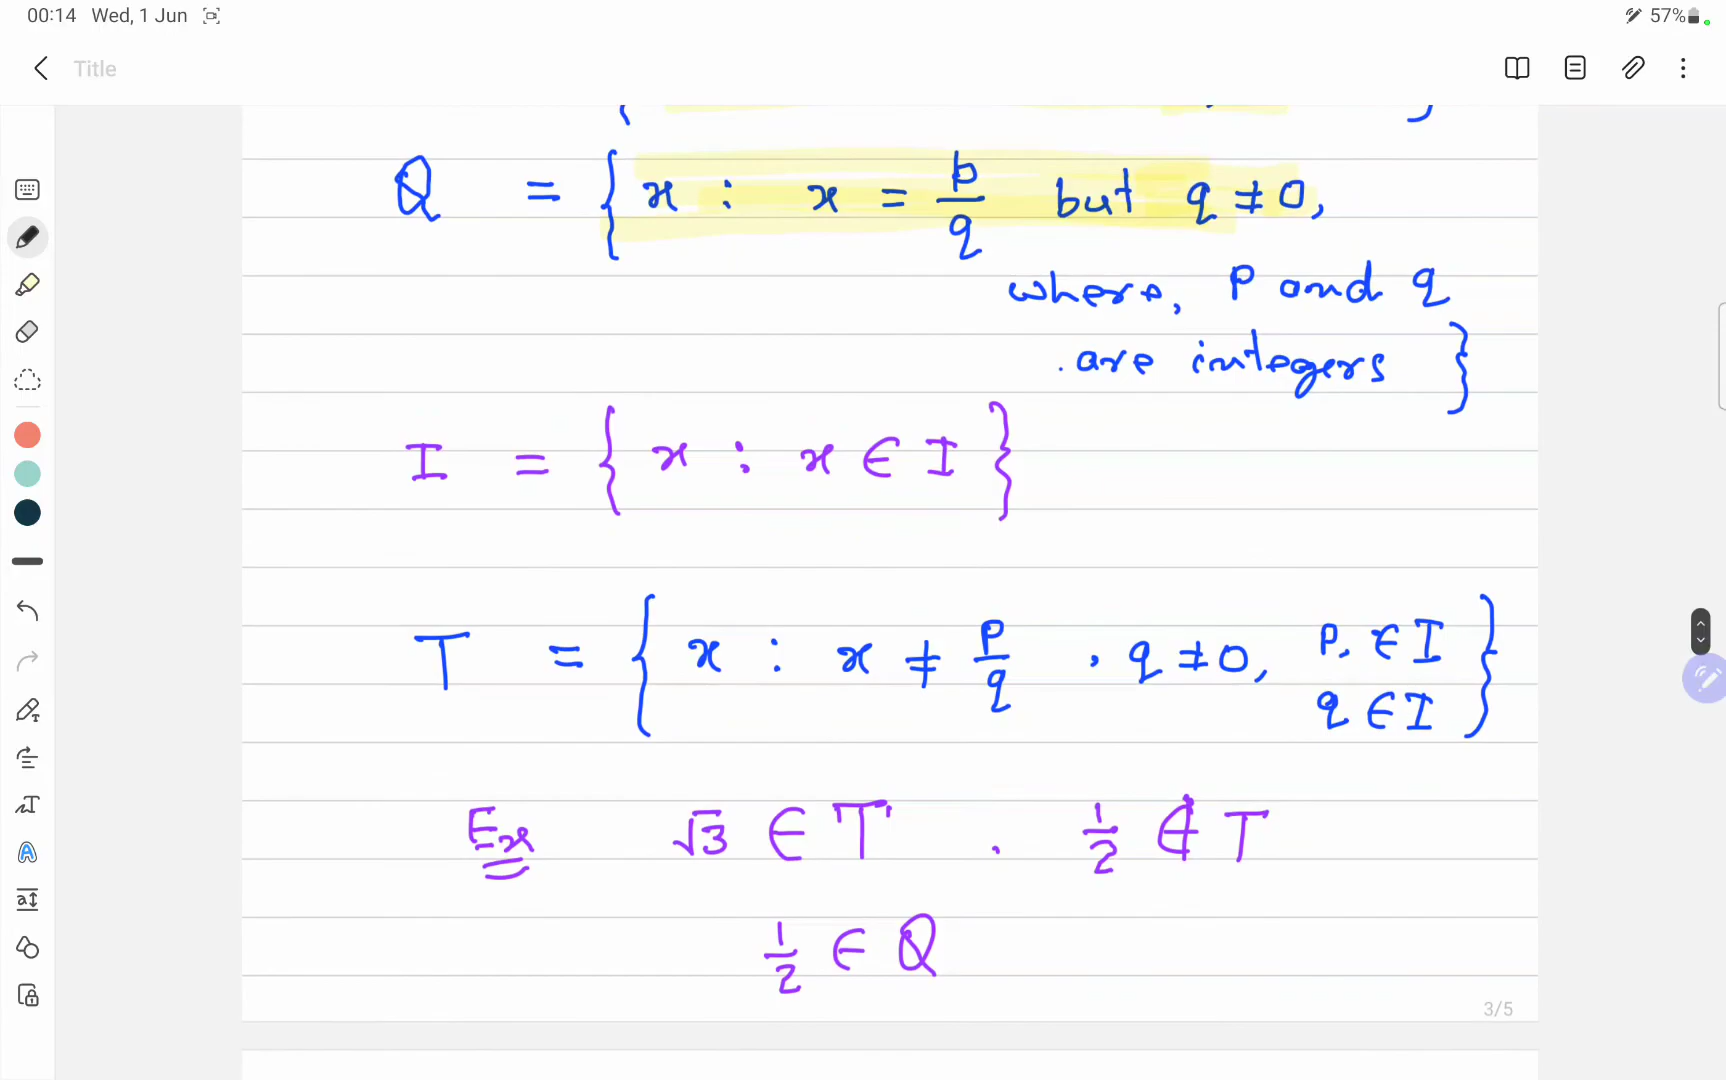 00:14 Wed, 1 Jun 57%
Title
Q = { x : x = p/q but q ≠ 0,
where, p and q
are integers }
I = { x : x ∈ I }
T = { x : x ≠ p/q , q ≠ 0, p, ∈ I
q ∈ I }
Ex √3 ∈ T . 1/2 ∉ T
1/2 ∈ Q
3/5